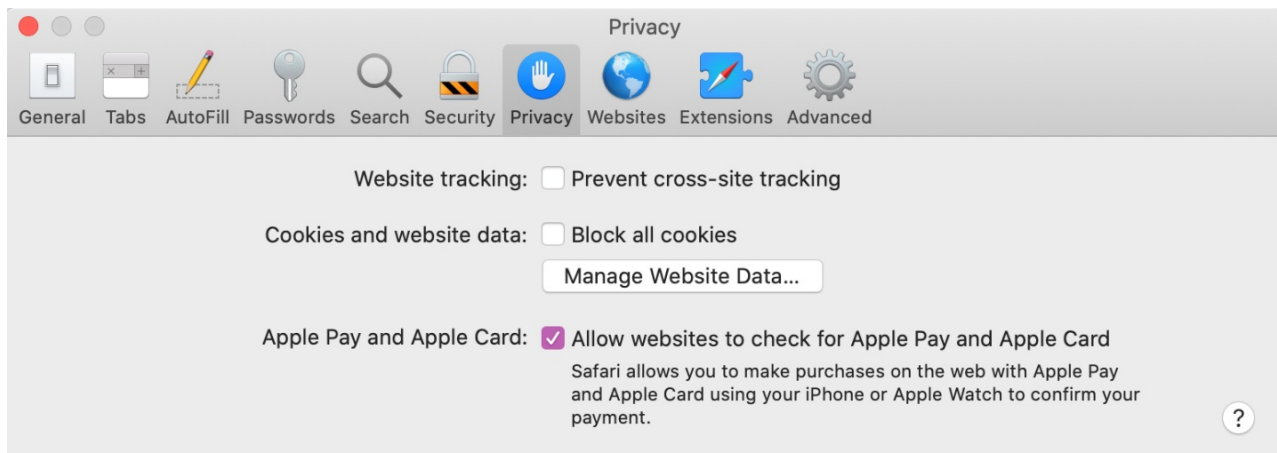 Privacy
General Tabs AutoFill Passwords Search Security Privacy Websites Extensions Advanced
Website tracking: Prevent cross-site tracking
Cookies and website data: Block all cookies
Manage Website Data...
Apple Pay and Apple Card: Allow websites to check for Apple Pay and Apple Card
Safari allows you to make purchases on the web with Apple Pay
and Apple Card using your iPhone or Apple Watch to confirm your
payment.
?